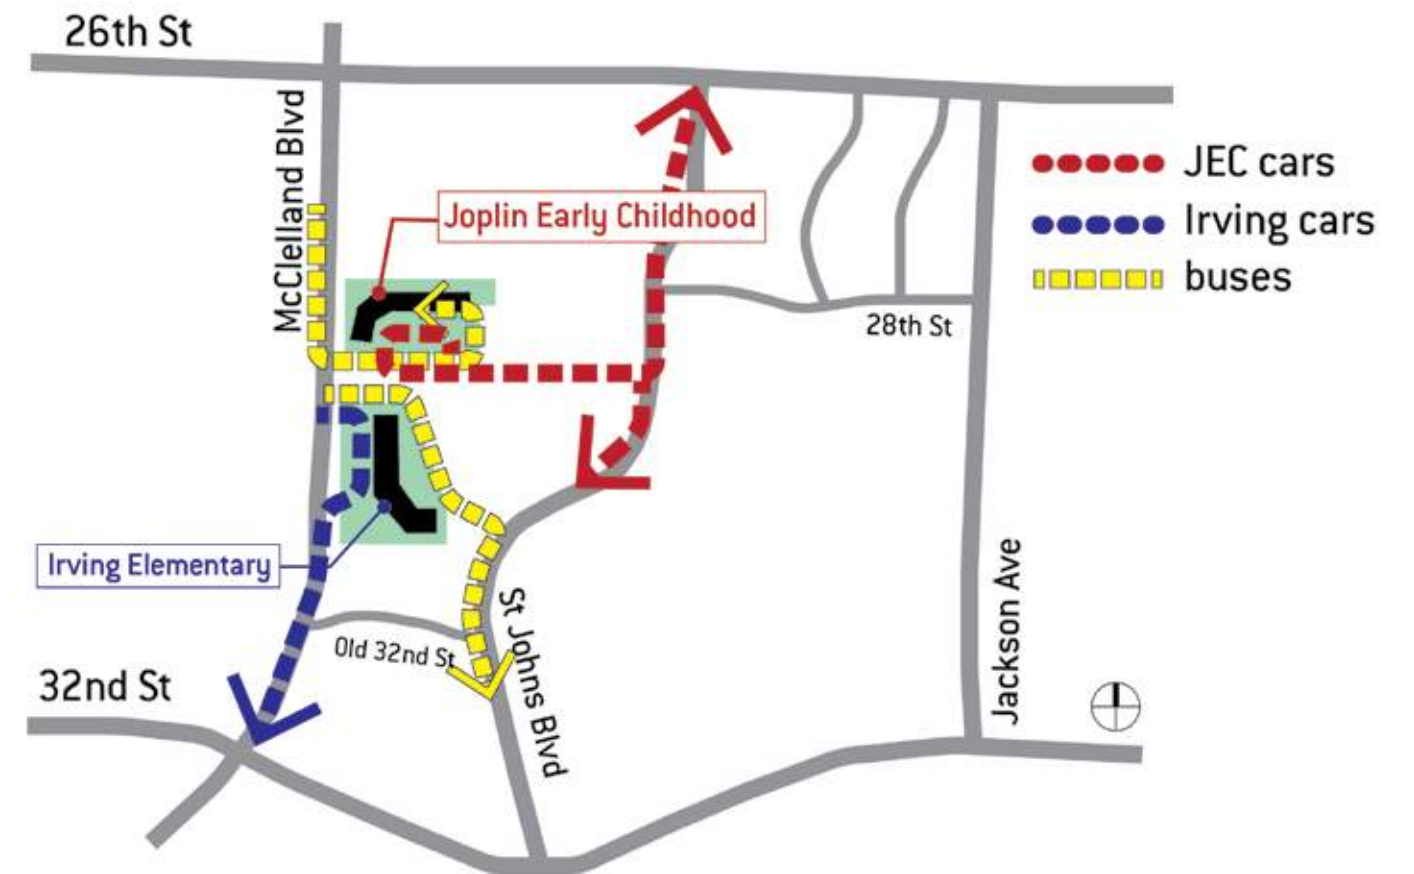 26th St
McClelland Blvd
JEC cars
Joplin Early Childhood
Irving cars
buses
28th St
Irving Elementary
Old 32nd St
St Johns Blvd
Jackson Ave
32nd St